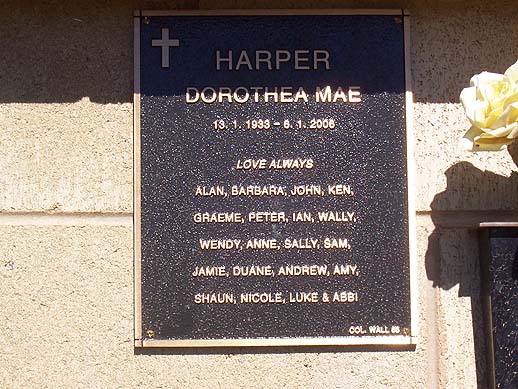 HARPER
DOROTHEA MAE
13. 1. 1933 – 6. 1. 2006
LOVE ALWAYS
ALAN, BARBARA, JOHN, KEN,
GRAEME, PETER, IAN, WALLY,
WENDY, ANNE, SALLY, SAM,
JAMIE, DUANE, ANDREW, AMY,
SHAUN, NICOLE, LUKE & ABBI
COL. WALL